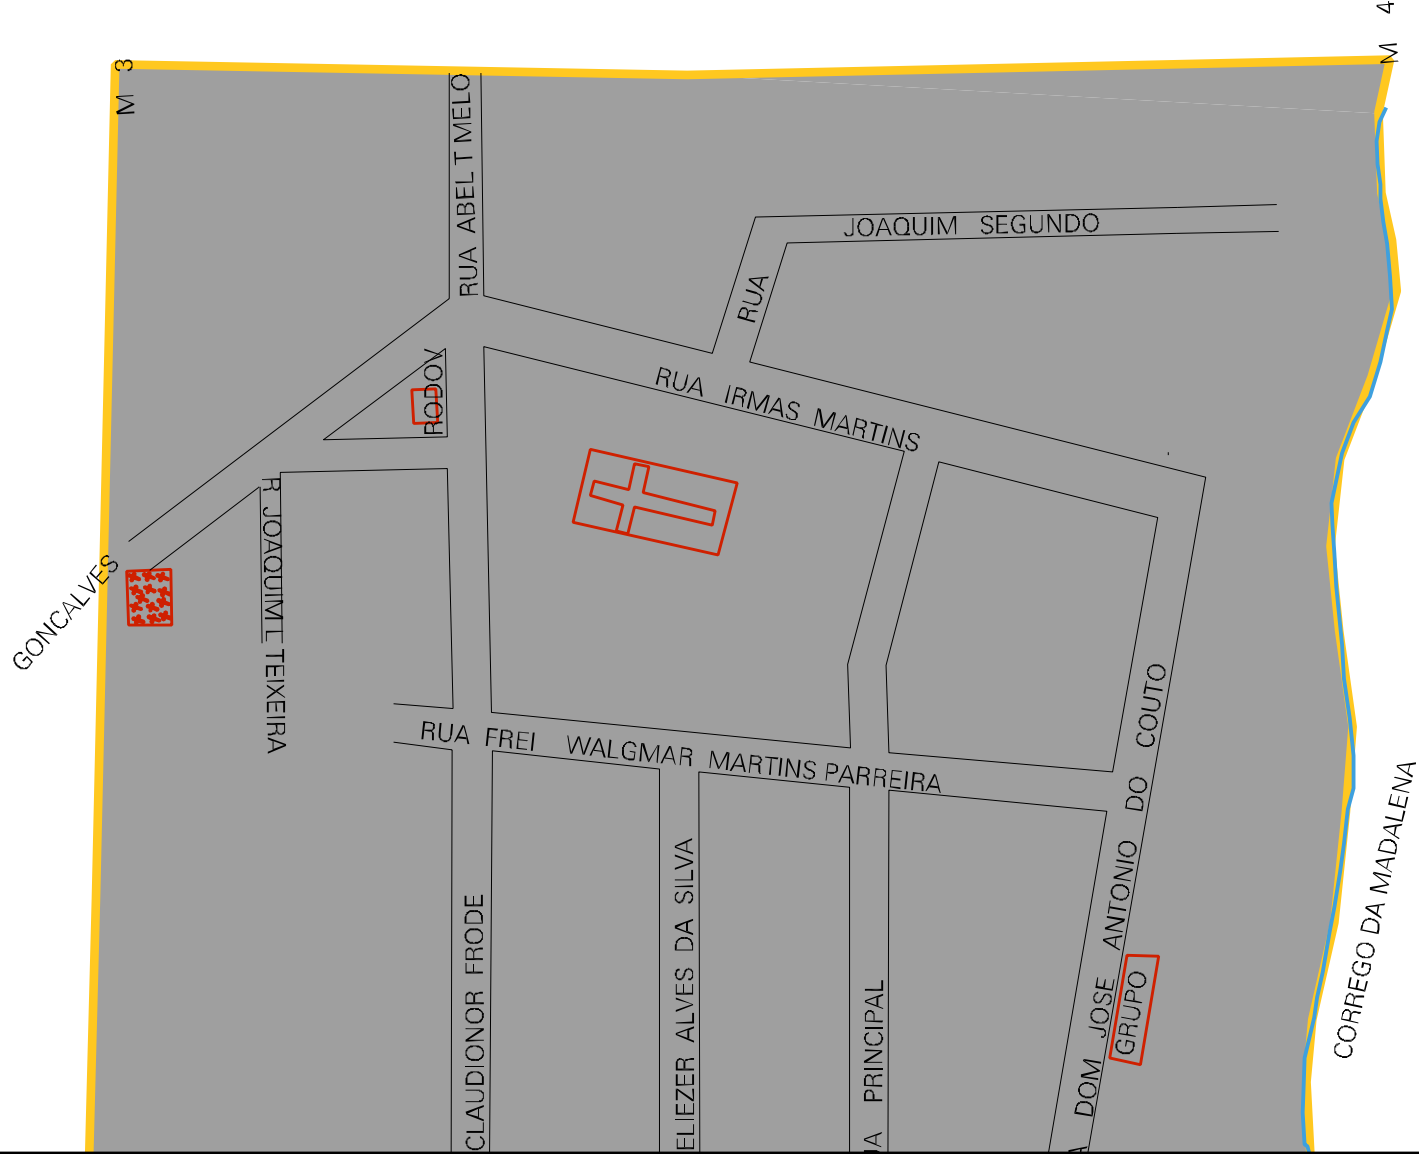 M 4
M 3
RUA ABEL T MELO
RUA JOAQUIM SEGUNDO
RODOV
RUA IRMAS MARTINS
R JOAQUIM L TEIXEIRA
GONCALVES
RUA FREI WALGMAR MARTINS PARREIRA
CLAUDIONOR FRODE
ELIEZER ALVES DA SILVA
UA PRINCIPAL
A DOM JOSE ANTONIO DO COUTO
GRUPO
CORREGO DA MADALENA